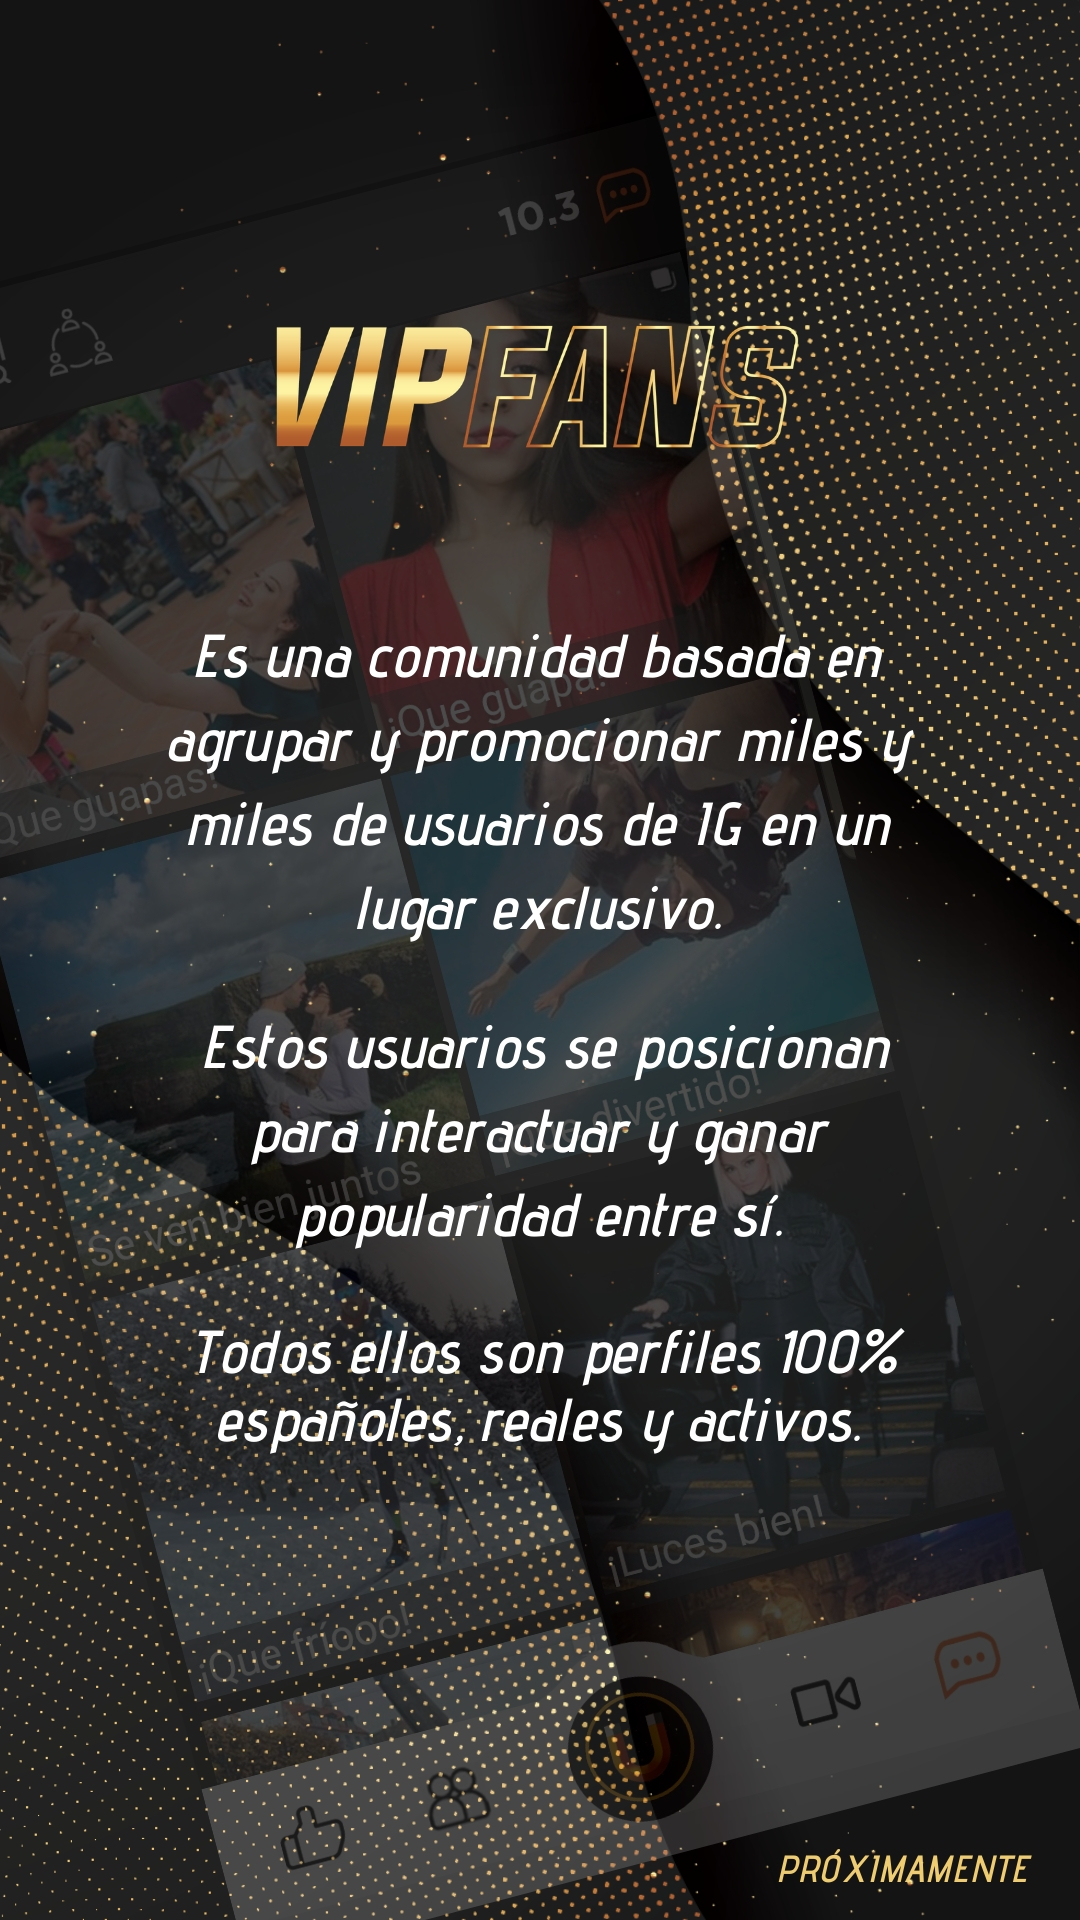 10.3
VIPFANS
Es una comunidad basada en
¡Que guapa!
agrupar y promocionar miles y
Que guapas!
miles de usuarios de IG en un
lugar exclusivo.
Estos usuarios se posicionan
divertido!
para interactuar y ganar
Se ven bien juntos
popularidad entre sí.
Todos ellos son perfiles 100%
españoles, reales y activos.
¡Luces bien!
¡Que fríooo!
U
PRÓXIMAMENTE